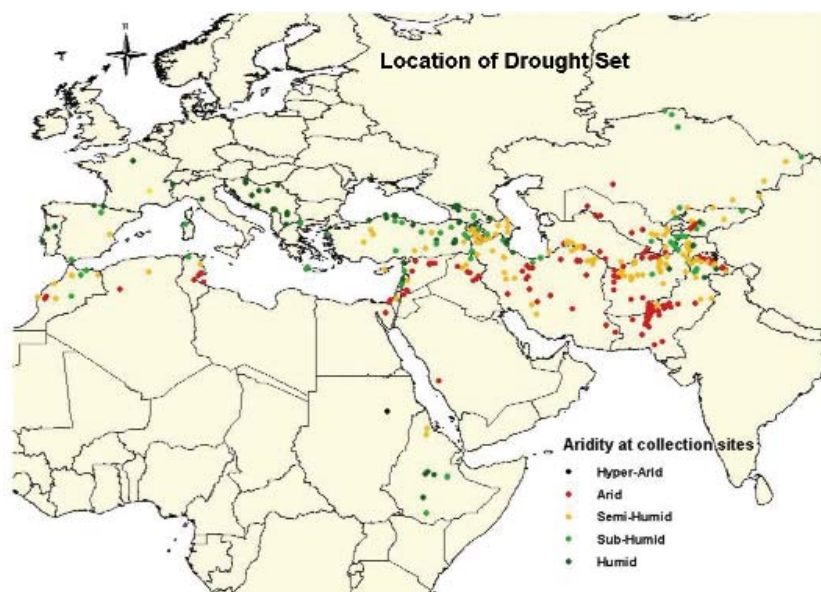 Location of Drought Set
Aridity at collection sites
Hyper-Arid
Arid
Semi-Humid
Sub-Humid
Humid